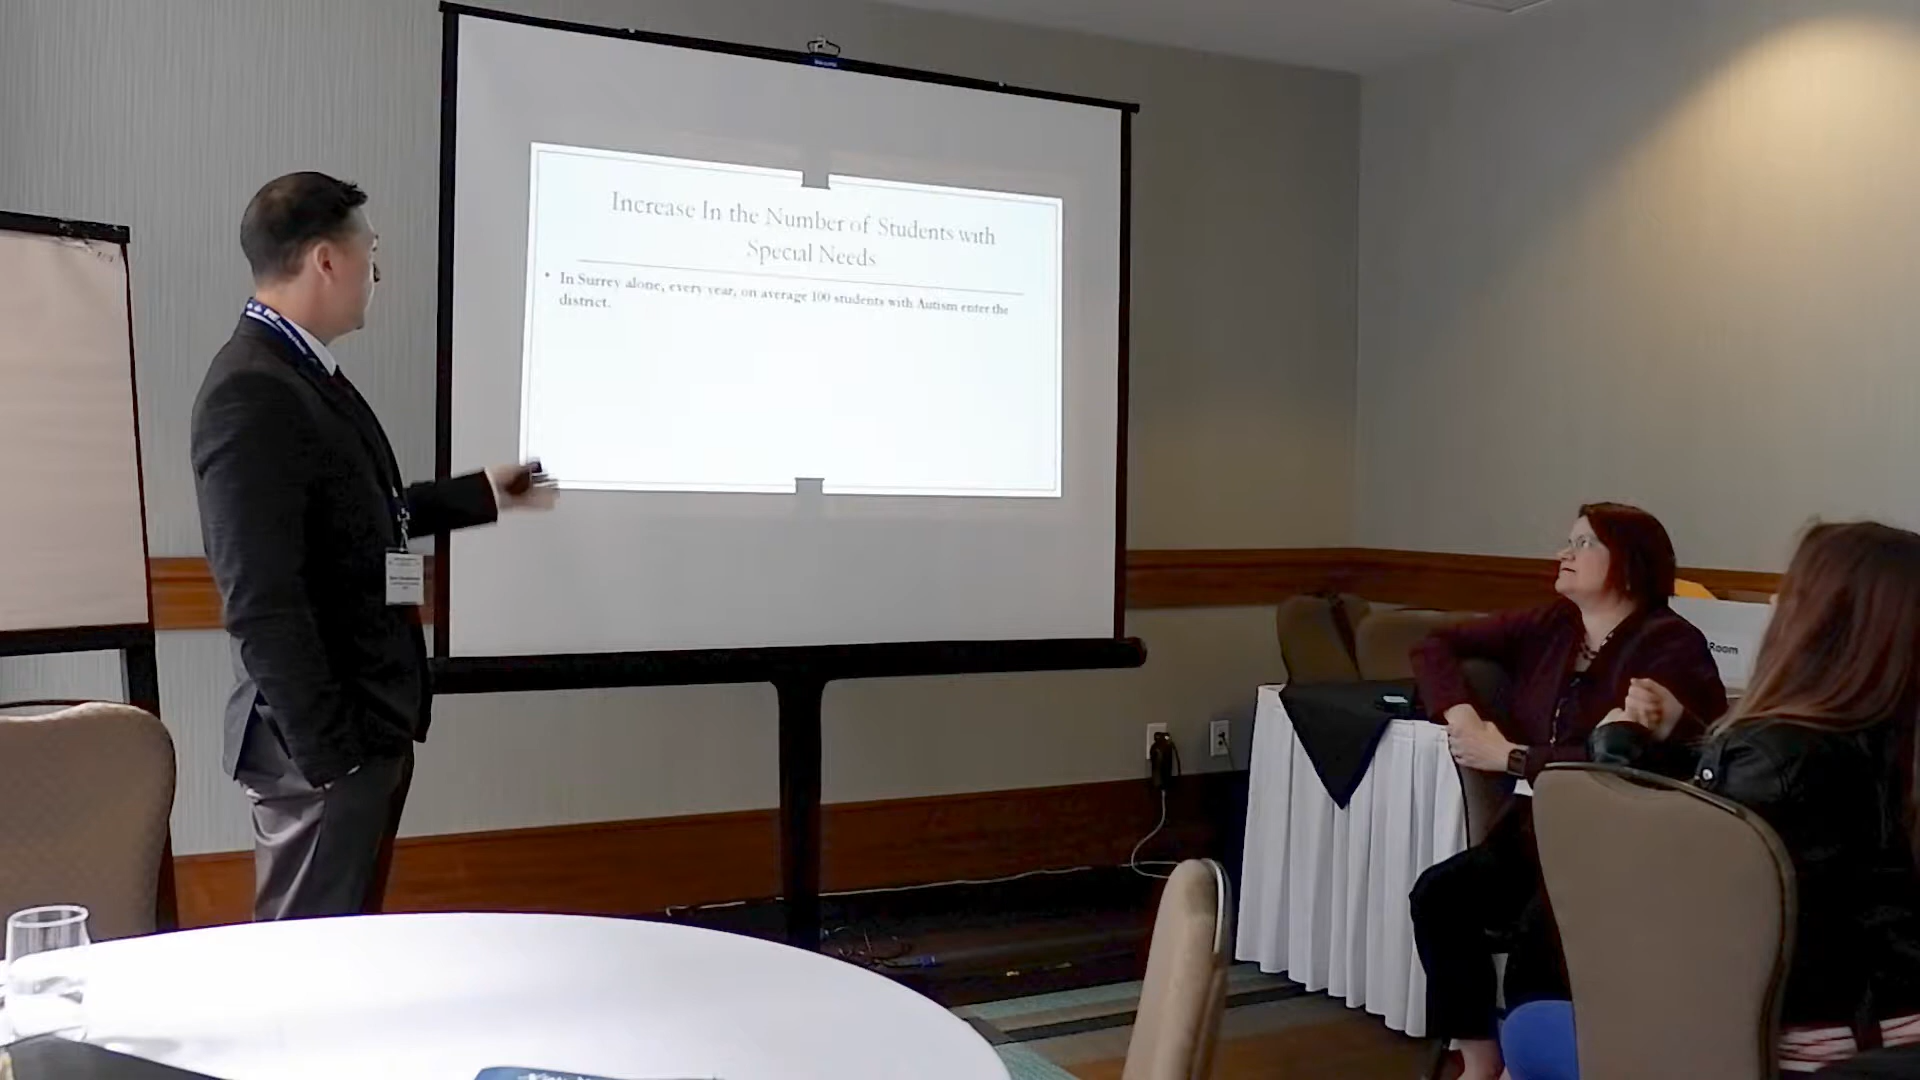 Increase In the Number of Students with
Special Needs
• In Surrey alone, every year, on average 100 students with Autism enter the
district.
Room